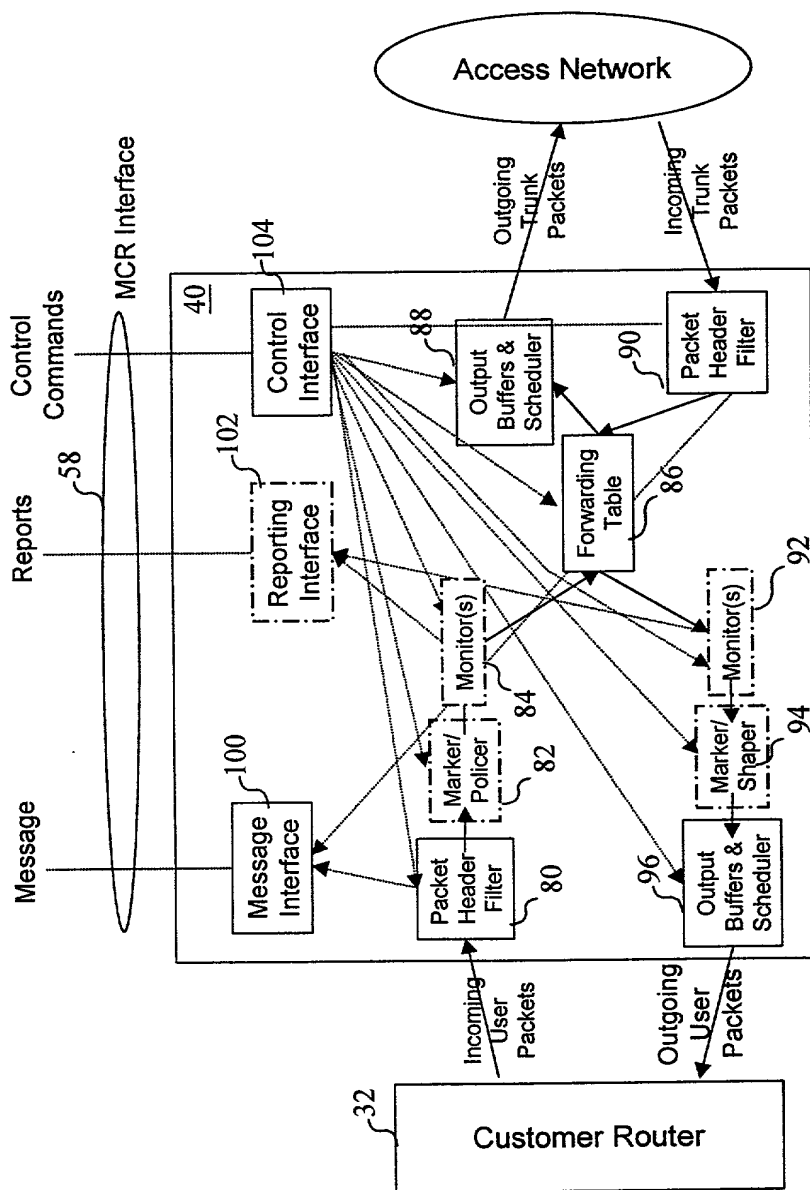 Message
Reports
Control
Commands
58
MCR Interface
100
Message
Interface
102
Reporting
Interface
104
Control
Interface
40
Packet
Header
Filter
80
Marker/
Policer
82
Monitor(s)
84
Forwarding
Table
86
88
Output
Buffers &
Scheduler
90
Packet
Header
Filter
Monitor(s)
92
Marker/
Shaper
94
96
Output
Buffers &
Scheduler
Incoming
User
Packets
Outgoing
User
Packets
32
Customer Router
Outgoing
Trunk
Packets
Incoming
Trunk
Packets
Access Network